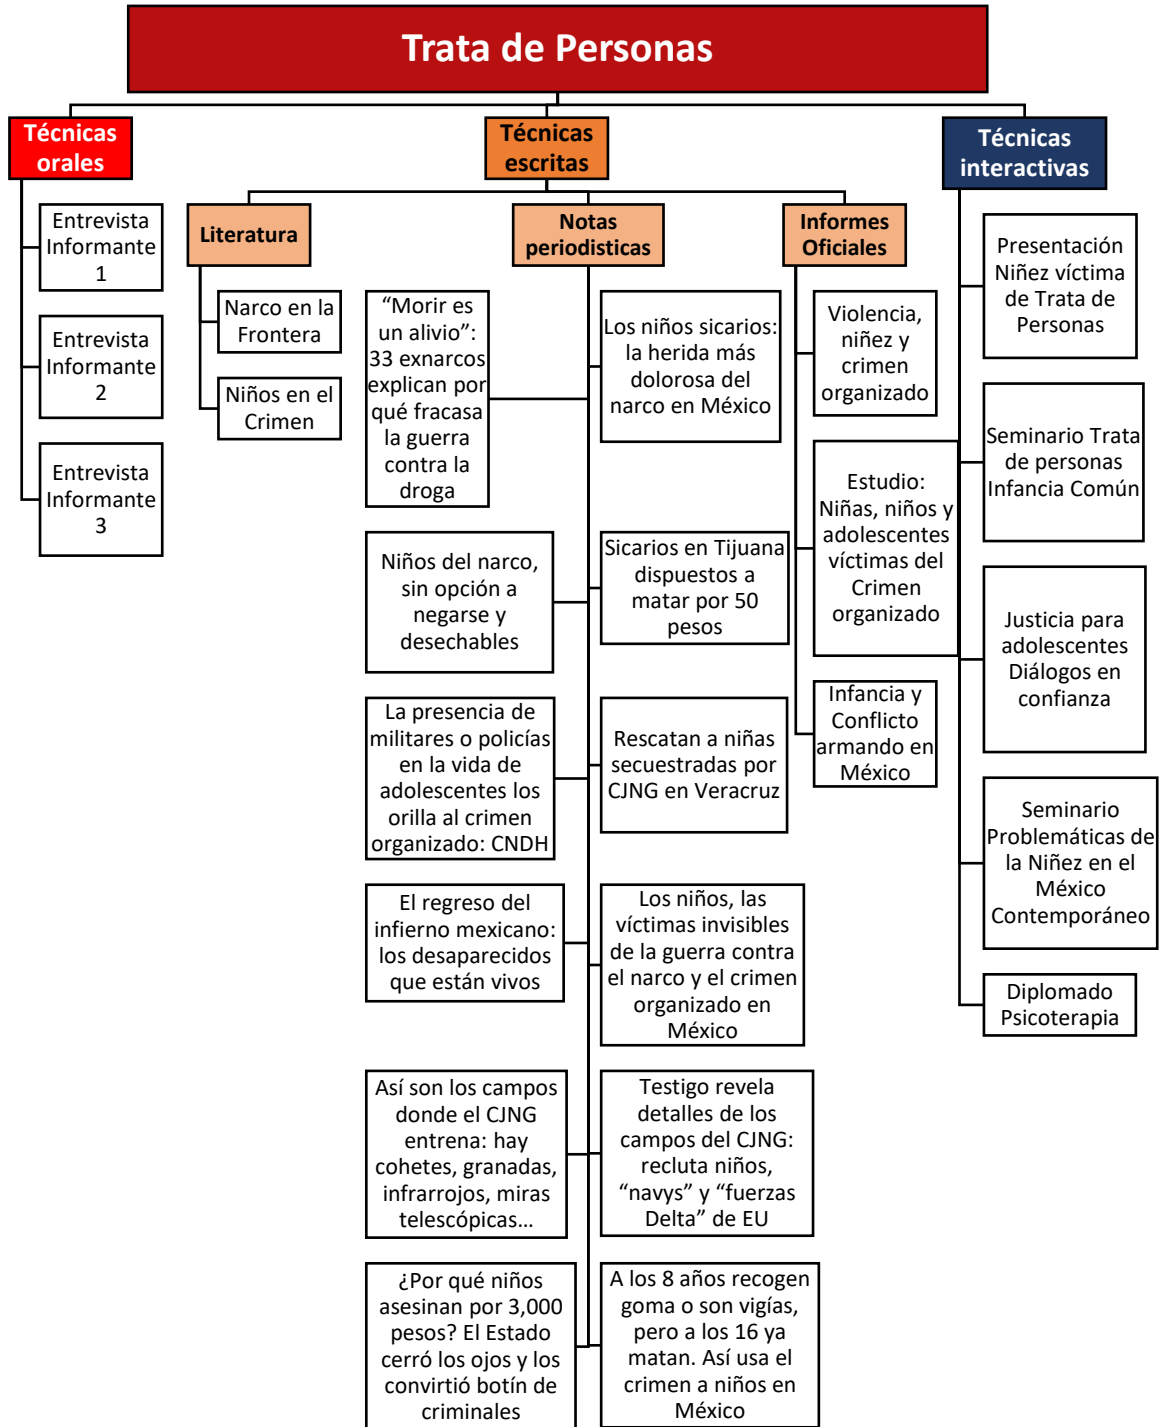 Trata de Personas
Técnicas
orales
Entrevista
Informante
1
Entrevista
Informante
2
Entrevista
Informante
3
Técnicas
escritas
Literatura
Narco en la
Frontera
Niños en el
Crimen
Notas
periodisticas
“Morir es
un alivio”:
33 exnarcos
explican por
qué fracasa
la guerra
contra la
droga
Los niños sicarios:
la herida más
dolorosa del
narco en México
Niños del narco,
sin opción a
negarse y
desechables
Sicarios en Tijuana
dispuestos a
matar por 50
pesos
La presencia de
militares o policías
en la vida de
adolescentes los
orilla al crimen
organizado: CNDH
Rescatan a niñas
secuestradas por
CJNG en Veracruz
El regreso del
infierno mexicano:
los desaparecidos
que están vivos
Los niños, las
víctimas invisibles
de la guerra contra
el narco y el crimen
organizado en
México
Así son los campos
donde el CJNG
entrena: hay
cohetes, granadas,
infrarrojos, miras
telescópicas…
Testigo revela
detalles de los
campos del CJNG:
recluta niños,
“navys” y “fuerzas
Delta” de EU
¿Por qué niños
asesinan por 3,000
pesos? El Estado
cerró los ojos y los
convirtió botín de
criminales
A los 8 años recogen
goma o son vigías,
pero a los 16 ya
matan. Así usa el
crimen a niños en
México
Informes
Oficiales
Violencia,
niñez y
crimen
organizado
Estudio:
Niñas, niños y
adolescentes
víctimas del
Crimen
organizado
Infancia y
Conflicto
armando en
México
Técnicas
interactivas
Presentación
Niñez víctima
de Trata de
Personas
Seminario Trata
de personas
Infancia Común
Justicia para
adolescentes
Diálogos en
confianza
Seminario
Problemáticas de
la Niñez en el
México
Contemporáneo
Diplomado
Psicoterapia